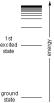 energy
1st
excited
state
ground
state